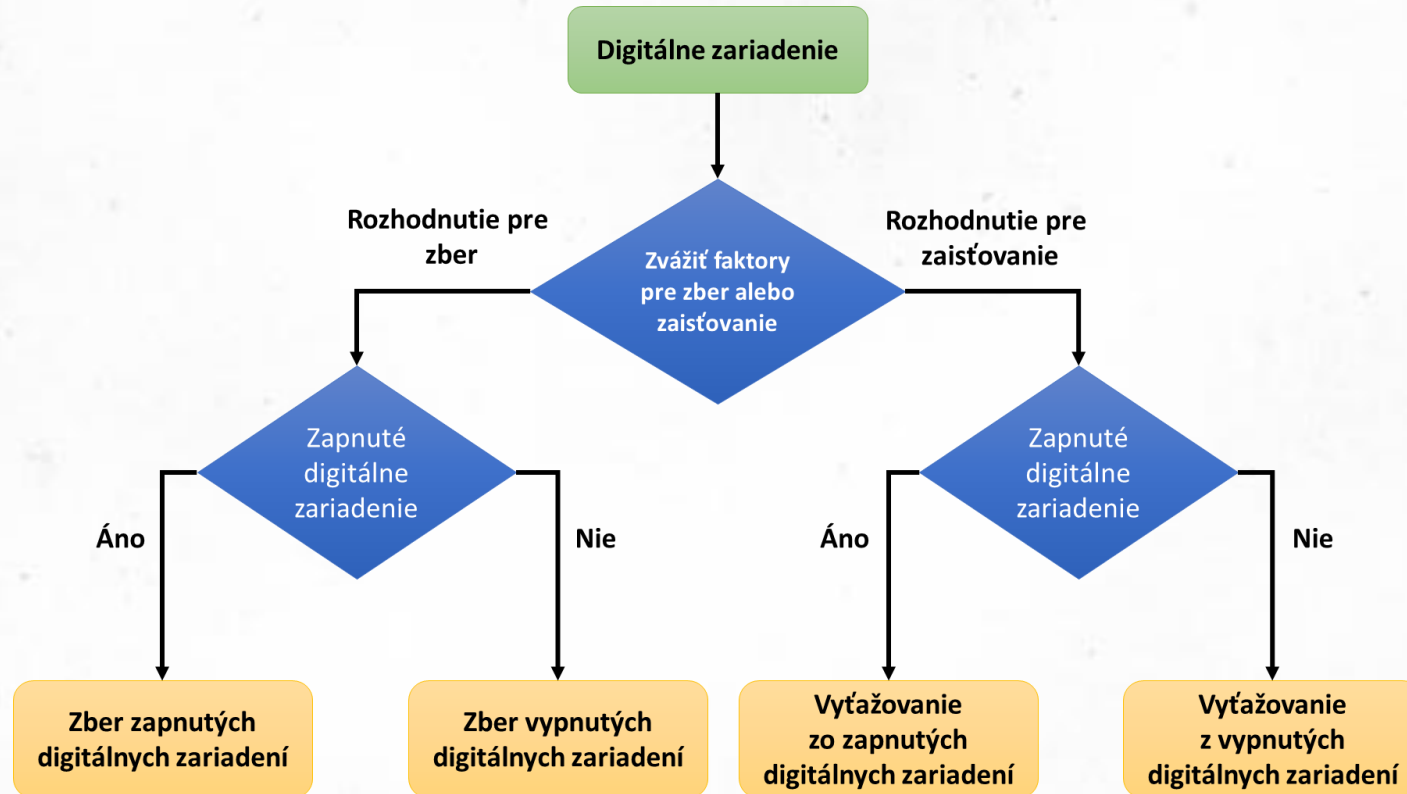 Digitálne zariadenie
Rozhodnutie pre
zber
Zvážiť faktory
pre zber alebo
zaisťovanie
Rozhodnutie pre
zaisťovanie
Zapnuté
digitálne
zariadenie
Zapnuté
digitálne
zariadenie
Áno
Nie
Áno
Nie
Zber zapnutých
digitálnych zariadení
Zber vypnutých
digitálnych zariadení
Vyťažovanie
zo zapnutých
digitálnych zariadení
Vyťažovanie
z vypnutých
digitálnych zariadení